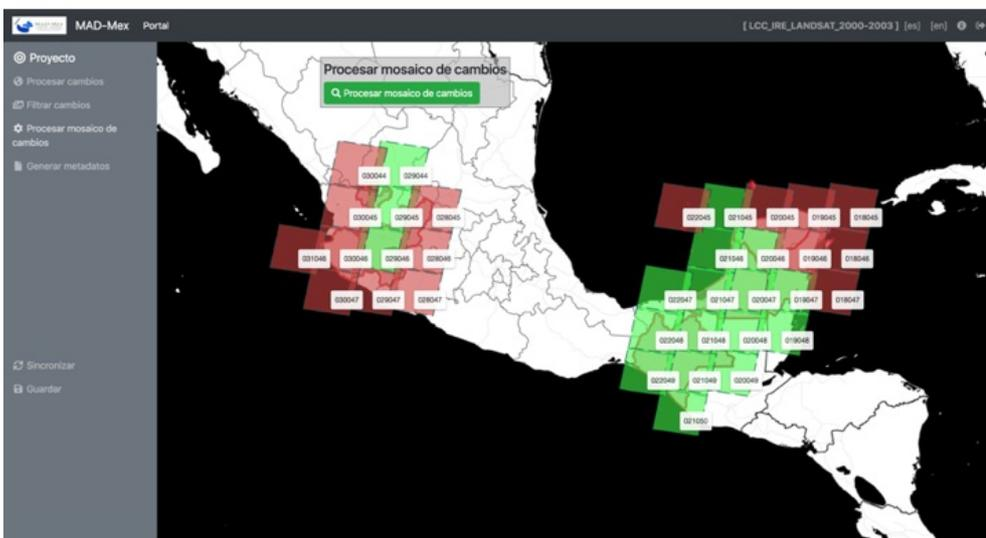 MAD-Mex Portal [ LCC_IRE_LANDSAT_2000-2003 ] [es] [en]
Proyecto
Procesar cambios
Filtrar cambios
Procesar mosaico de
cambios
Generar metadatos
Sincronizar
Guardar
Procesar mosaico de cambios
Procesar mosaico de cambios
030044 029044
030045 029045 028045
031046 030046 029046 028046
030047 029047 028047
022045 021045 020045 019045 018045
021046 020046 019046 018046
022047 021047 020047 019047 018047
022048 021048 020048 019048
022049 021049 020049
021050